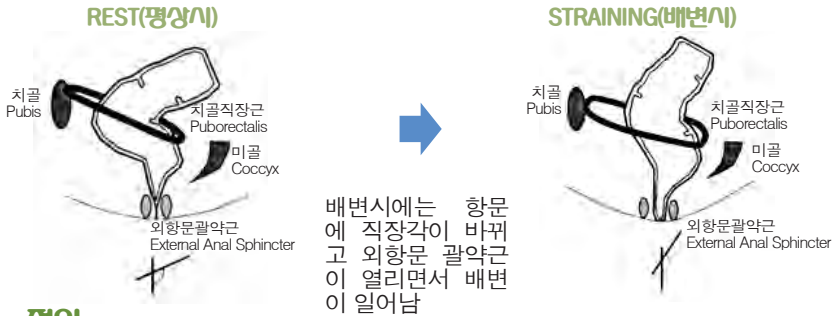 REST(평상시)
STRAINING(배변시)
치골
Pubis
치골직장근
Puborectalis
미골
Coccyx
외항문괄약근
External Anal Sphincter
배변시에는 항문
에 직장각이 바뀌
고 외항문 괄약근
이 열리면서 배변
이 일어남
치골
Pubis
치골직장근
Puborectalis
미골
Coccyx
외항문괄약근
External Anal Sphincter